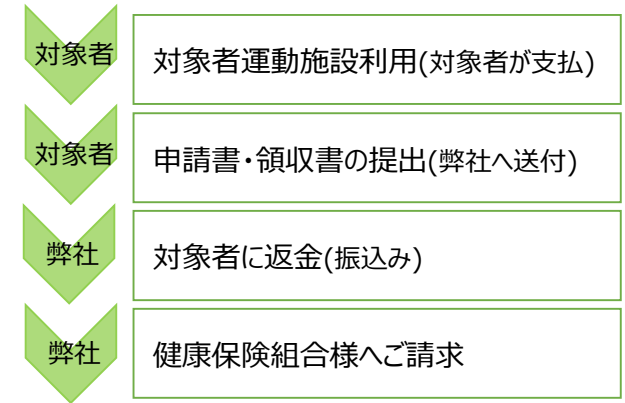 対象者
対象者運動施設利用(対象者が支払)
対象者
申請書・領収書の提出(弊社へ送付)
弊社
対象者に返金(振込み)
弊社
健康保険組合様へご請求